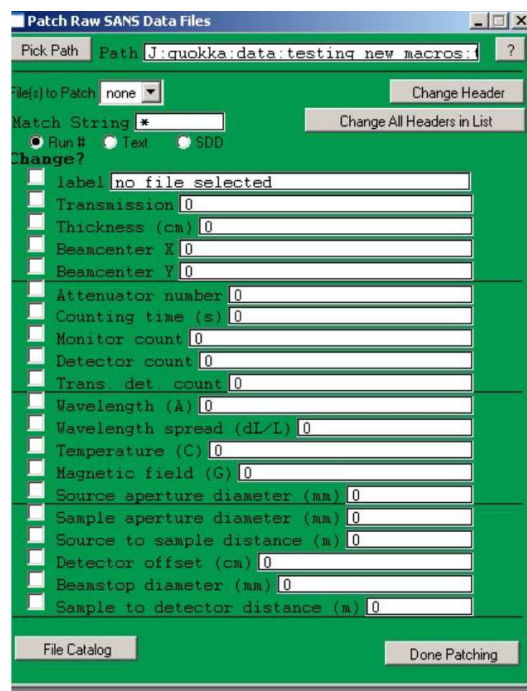 Patch Raw SANS Data Files
Pick Path Path J:quokka:data:testing new macros: ?
File(s) to Patch none Change Header
Match String * Change All Headers in List
Run # Text SDD
Change?
label no file selected
Transmission 0
Thickness (cm) 0
Beamcenter X 0
Beamcenter Y 0
Attenuator number 0
Counting time (s) 0
Monitor count 0
Detector count 0
Trans. det. count 0
Wavelength (A) 0
Wavelength spread (dL/L) 0
Temperature (C) 0
Magnetic field (G) 0
Source aperture diameter (mm) 0
Sample aperture diameter (mm) 0
Source to sample distance (m) 0
Detector offset (cm) 0
Beamstop diameter (mm) 0
Sample to detector distance (m) 0
File Catalog Done Patching